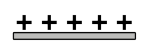 + + + + +